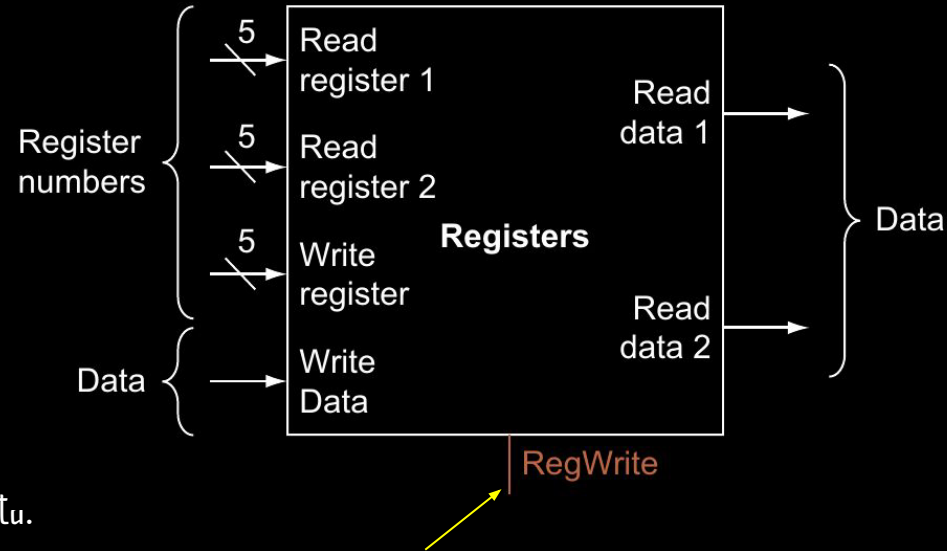 Register
numbers
5
Read
register 1
5
Read
register 2
5
Write
register
Data
Write
Data
Registers
Read
data 1
Read
data 2
Data
RegWrite
tu.